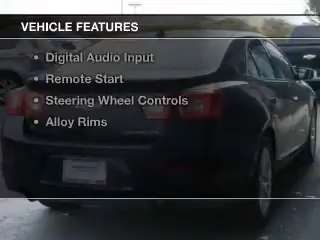 VEHICLE FEATURES
• Digital Audio Input
• Remote Start
• Steering Wheel Controls
• Alloy Rims